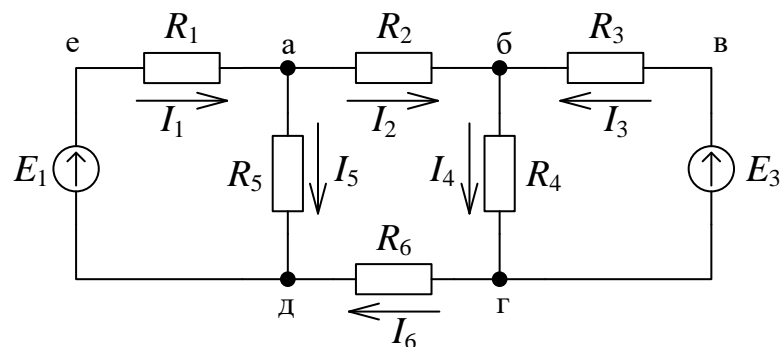 е R1 а R2 б R3 в
I1 I2 I3
E1 R5 I5 I4 R4 E3
R6
д г
I6